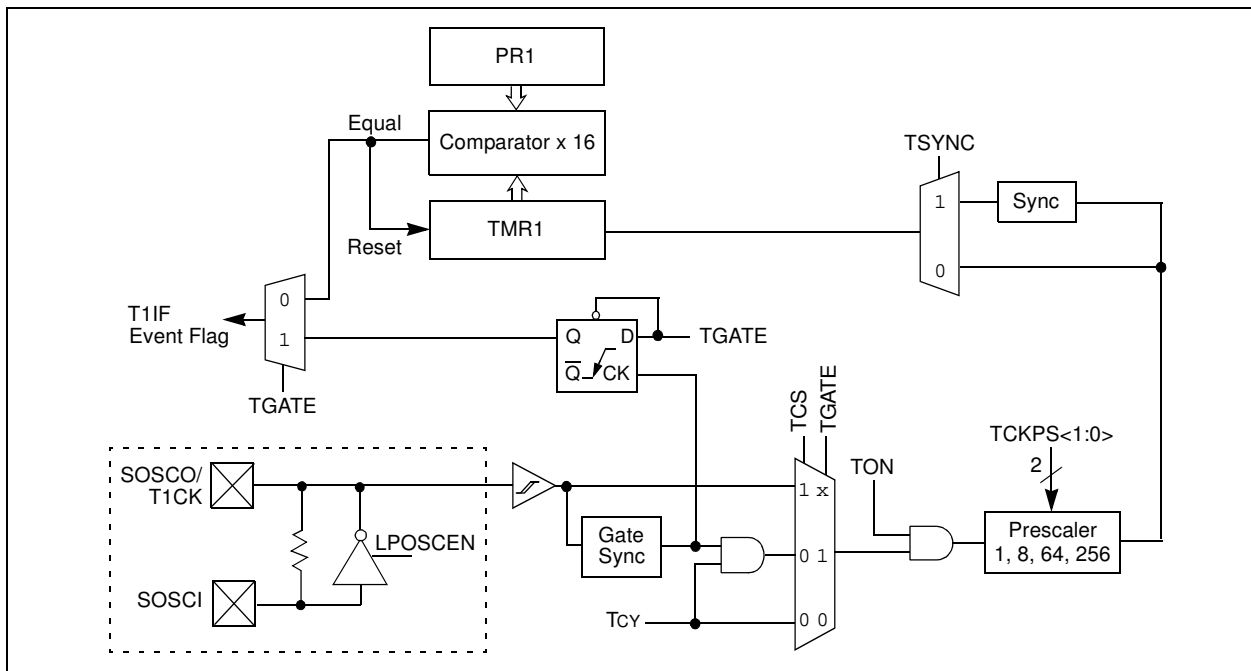 PR1
Equal
Comparator x 16
TSYNC
1
Sync
Reset
TMR1
0
0
T1IF
Event Flag
1
Q
D
TGATE
Q
CK
TGATE
TCS
TGATE
TCKPS<1:0>
2
TON
SOSCO/
T1CK
1 x
LPOSCEN
Gate
Sync
0 1
Prescaler
1, 8, 64, 256
SOSCI
TCY
0 0